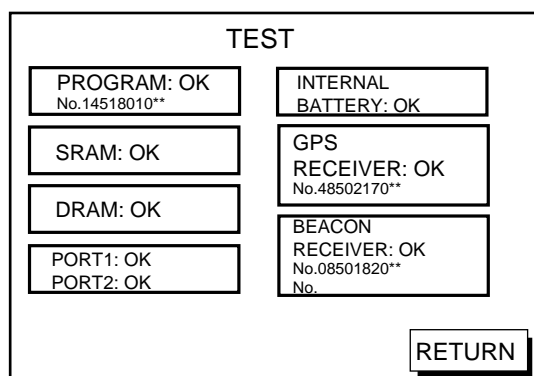 TEST
PROGRAM: OK
No.14518010**
SRAM: OK
DRAM: OK
PORT1: OK
PORT2: OK
INTERNAL
BATTERY: OK
GPS
RECEIVER: OK
No.48502170**
BEACON
RECEIVER: OK
No.08501820**
No.
RETURN